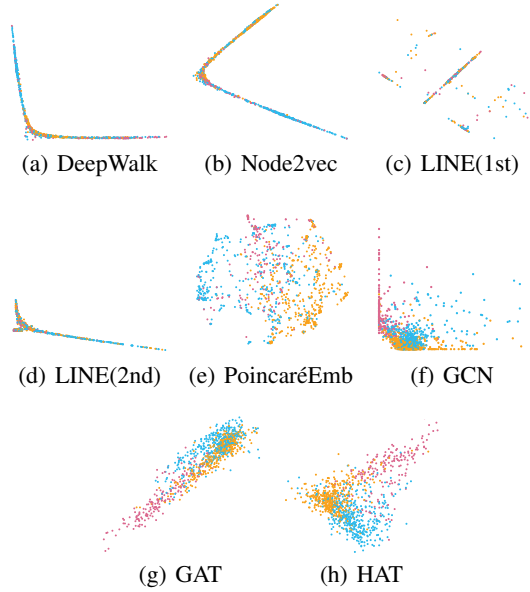 (a) DeepWalk
(b) Node2vec
(c) LINE(1st)
(d) LINE(2nd)
(e) PoincaréEmb
(f) GCN
(g) GAT
(h) HAT